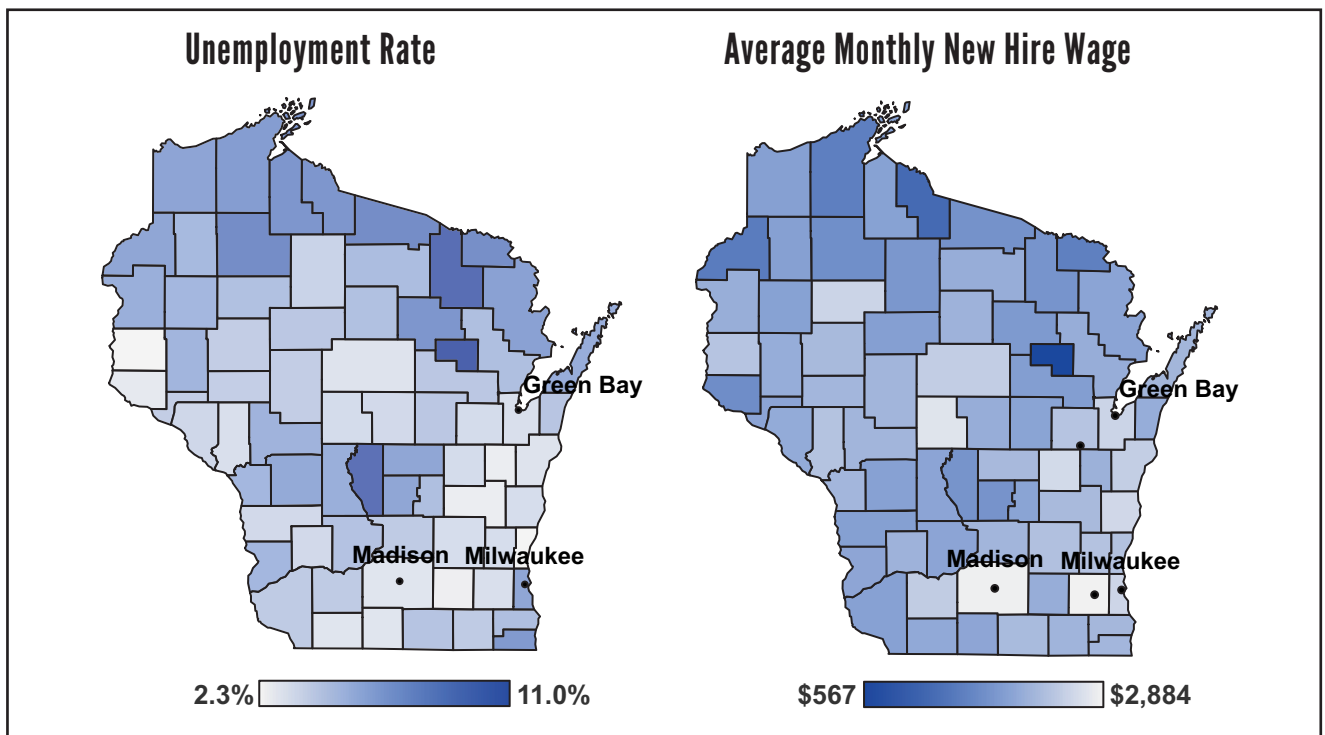 Unemployment Rate
Green Bay
Madison
Milwaukee
2.3%
11.0%
Average Monthly New Hire Wage
Green Bay
Madison
Milwaukee
$567
$2,884